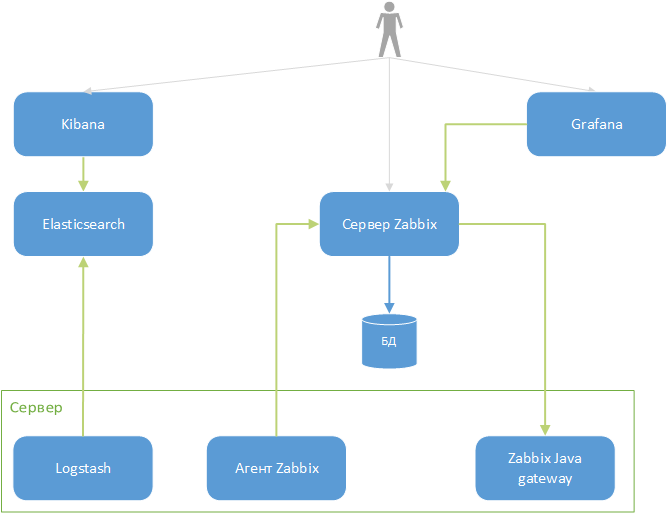 Kibana
Grafana
Elasticsearch
Сервер Zabbix
БД
Сервер
Logstash
Агент Zabbix
Zabbix Java
gateway